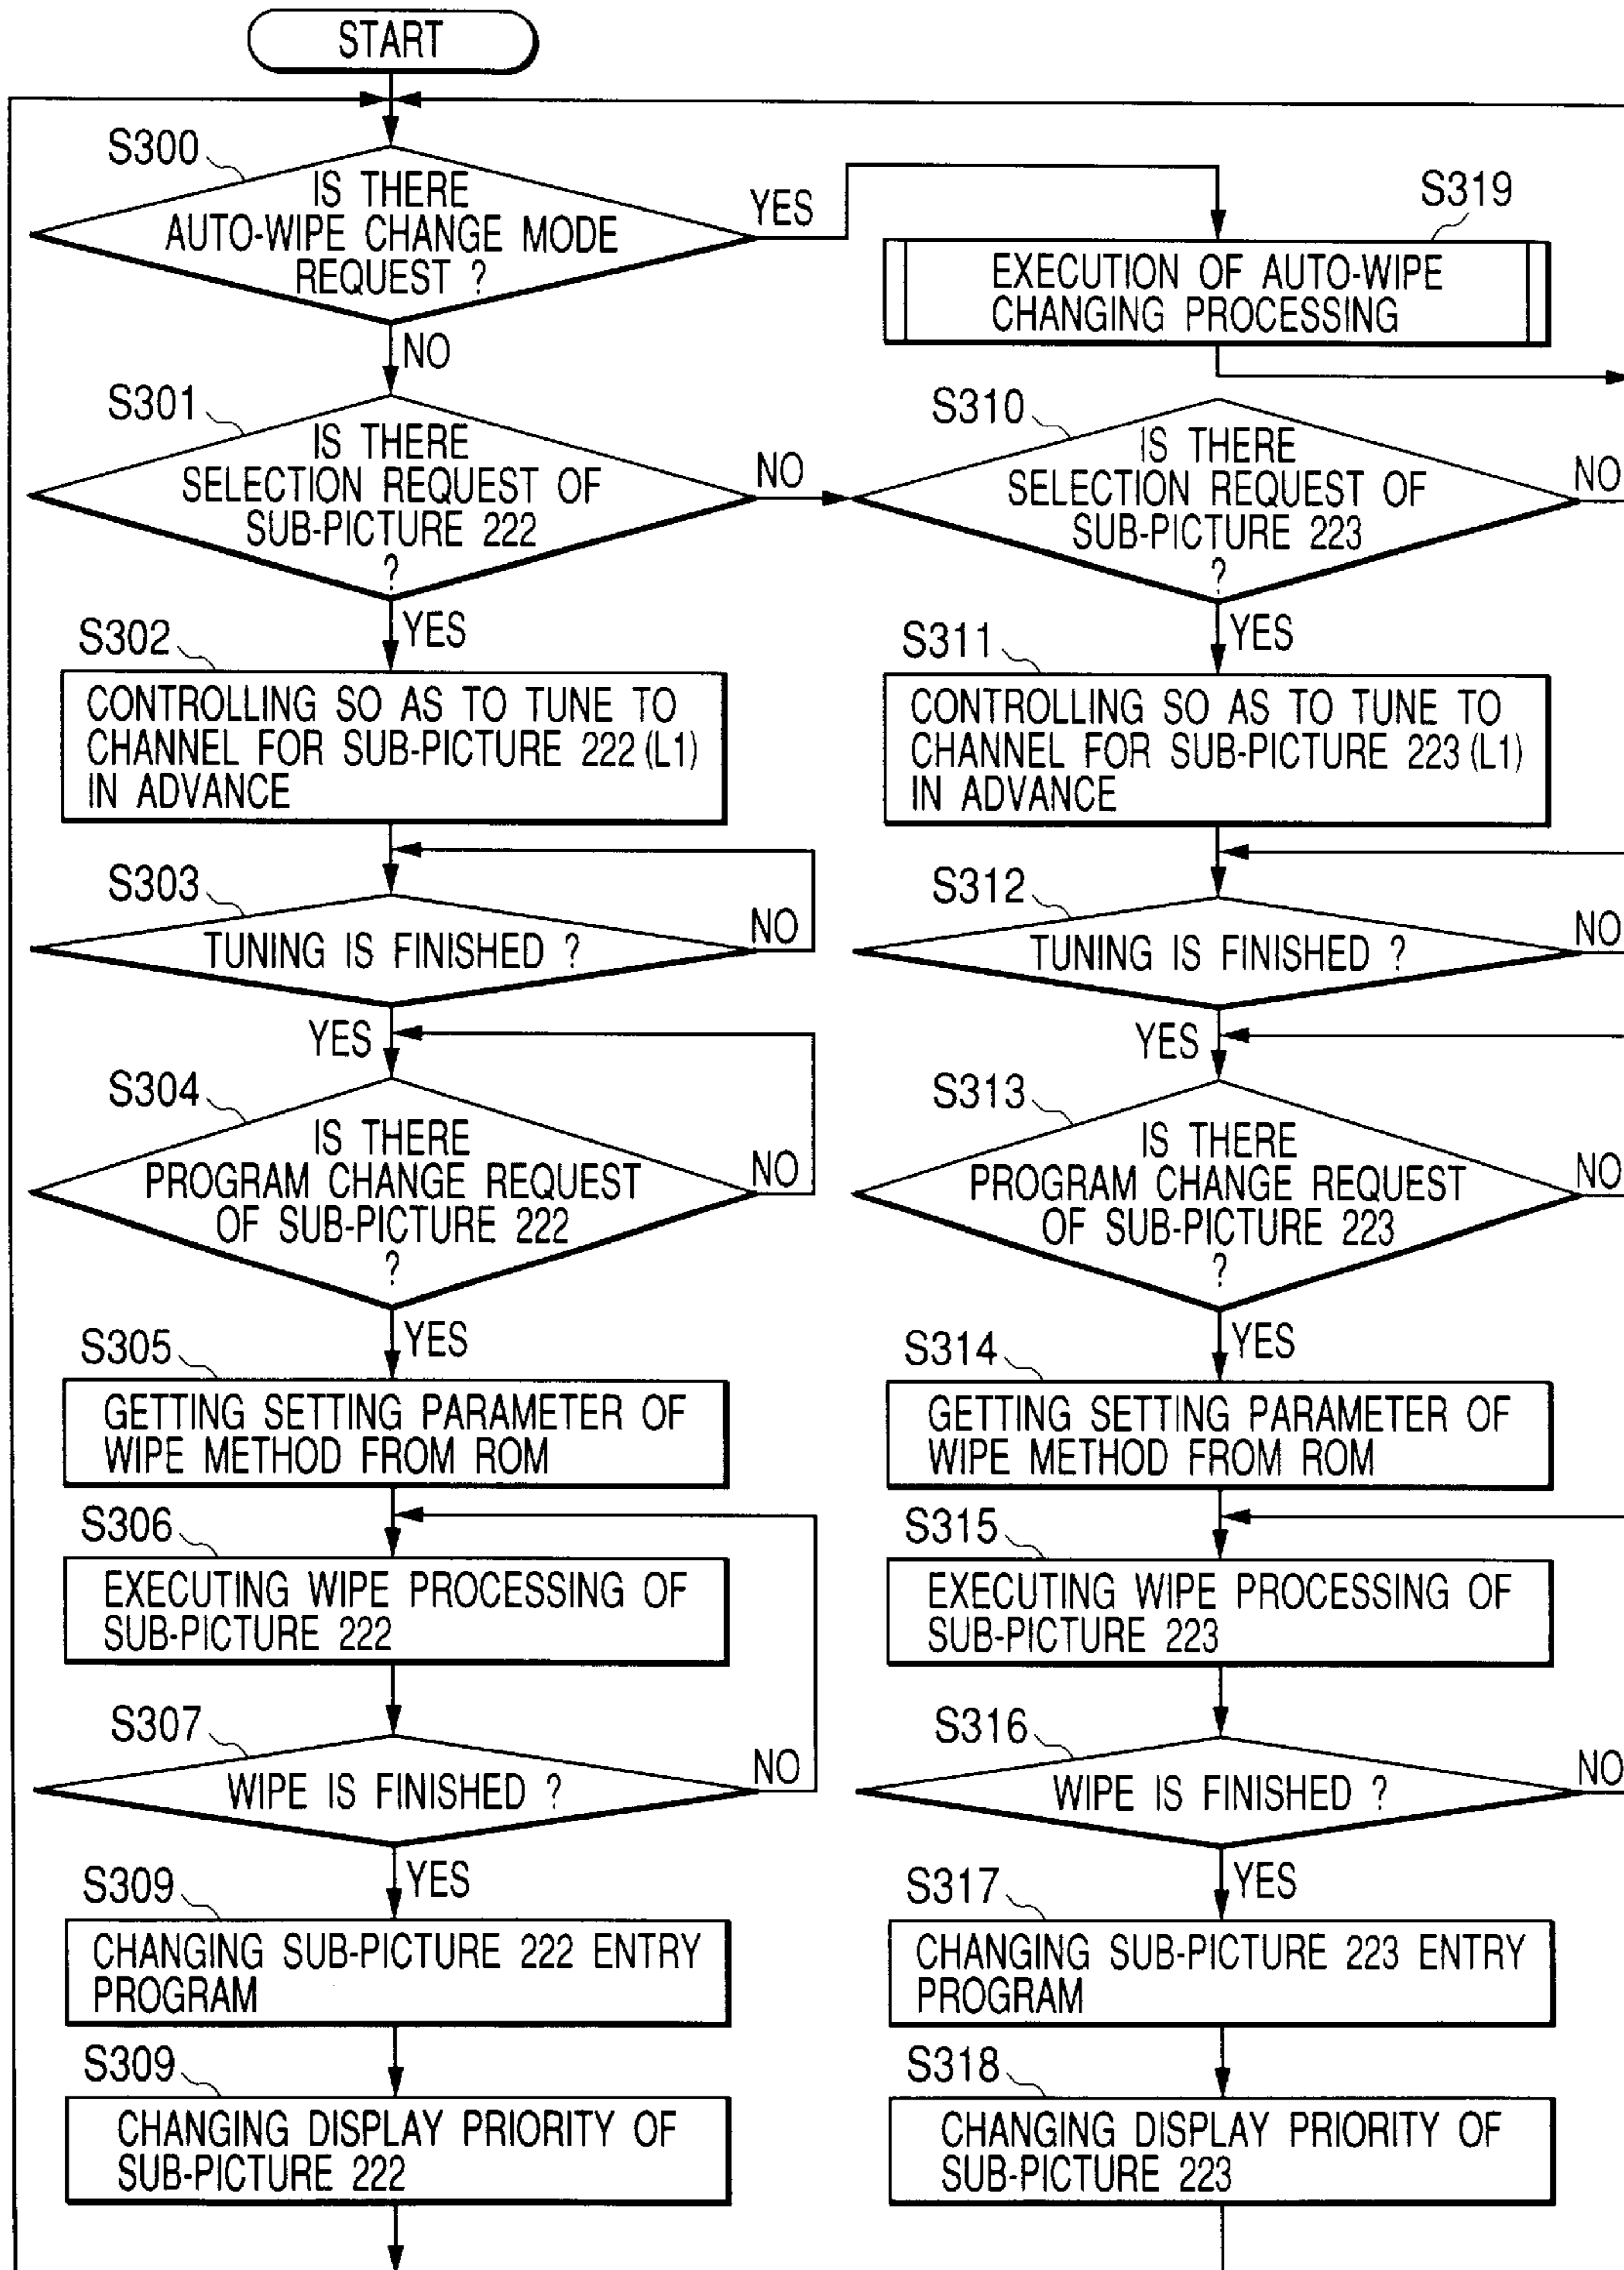 START
S300
IS THERE
AUTO-WIPE CHANGE MODE
REQUEST ?
YES
NO
S319
EXECUTION OF AUTO-WIPE
CHANGING PROCESSING
S301
IS THERE
SELECTION REQUEST OF
SUB-PICTURE 222
?
NO
YES
S310
IS THERE
SELECTION REQUEST OF
SUB-PICTURE 223
?
NO
YES
S302
CONTROLLING SO AS TO TUNE TO
CHANNEL FOR SUB-PICTURE 222 (L1)
IN ADVANCE
S311
CONTROLLING SO AS TO TUNE TO
CHANNEL FOR SUB-PICTURE 223 (L1)
IN ADVANCE
S303
TUNING IS FINISHED ?
NO
YES
S312
TUNING IS FINISHED ?
NO
YES
S304
IS THERE
PROGRAM CHANGE REQUEST
OF SUB-PICTURE 222
?
NO
YES
S313
IS THERE
PROGRAM CHANGE REQUEST
OF SUB-PICTURE 223
?
NO
YES
S305
GETTING SETTING PARAMETER OF
WIPE METHOD FROM ROM
S314
GETTING SETTING PARAMETER OF
WIPE METHOD FROM ROM
S306
EXECUTING WIPE PROCESSING OF
SUB-PICTURE 222
S315
EXECUTING WIPE PROCESSING OF
SUB-PICTURE 223
S307
WIPE IS FINISHED ?
NO
YES
S316
WIPE IS FINISHED ?
NO
YES
S309
CHANGING SUB-PICTURE 222 ENTRY
PROGRAM
S317
CHANGING SUB-PICTURE 223 ENTRY
PROGRAM
S309
CHANGING DISPLAY PRIORITY OF
SUB-PICTURE 222
S318
CHANGING DISPLAY PRIORITY OF
SUB-PICTURE 223